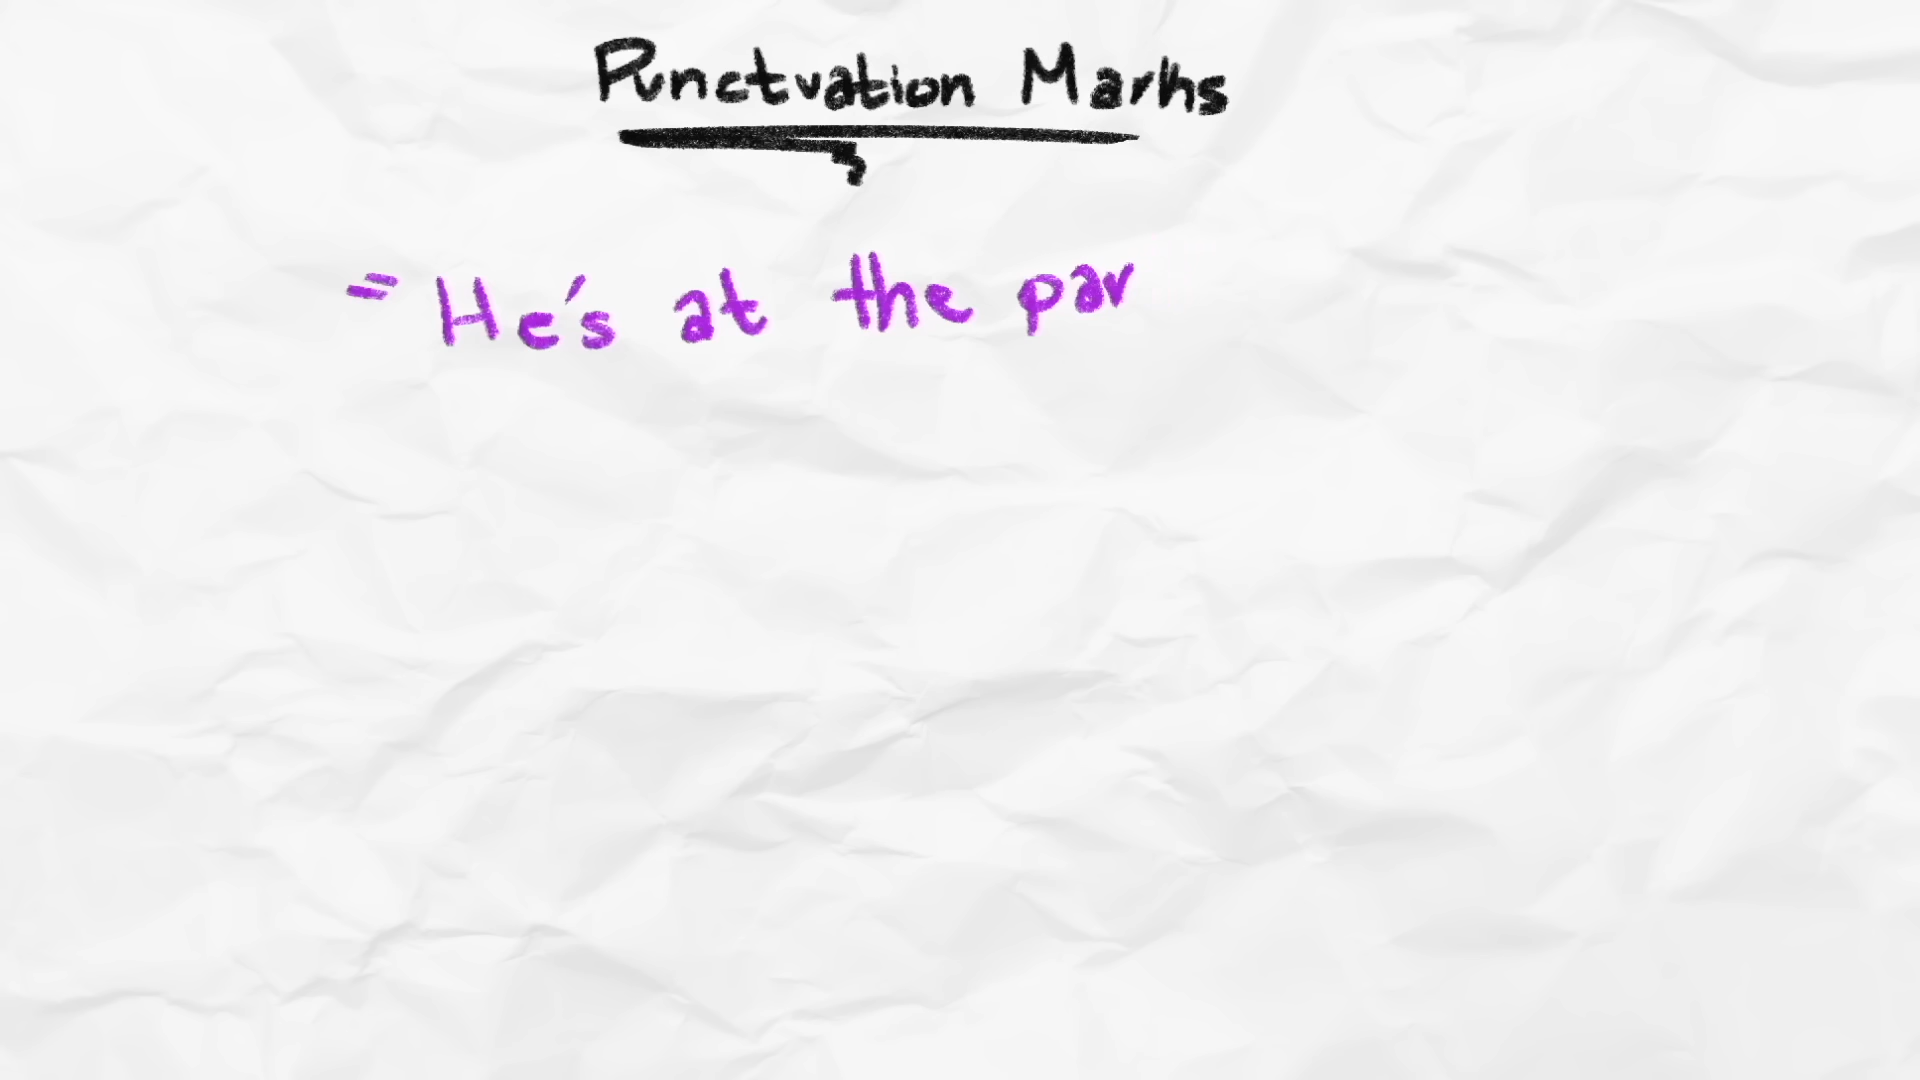 Punctuation Marks
" He's at the par